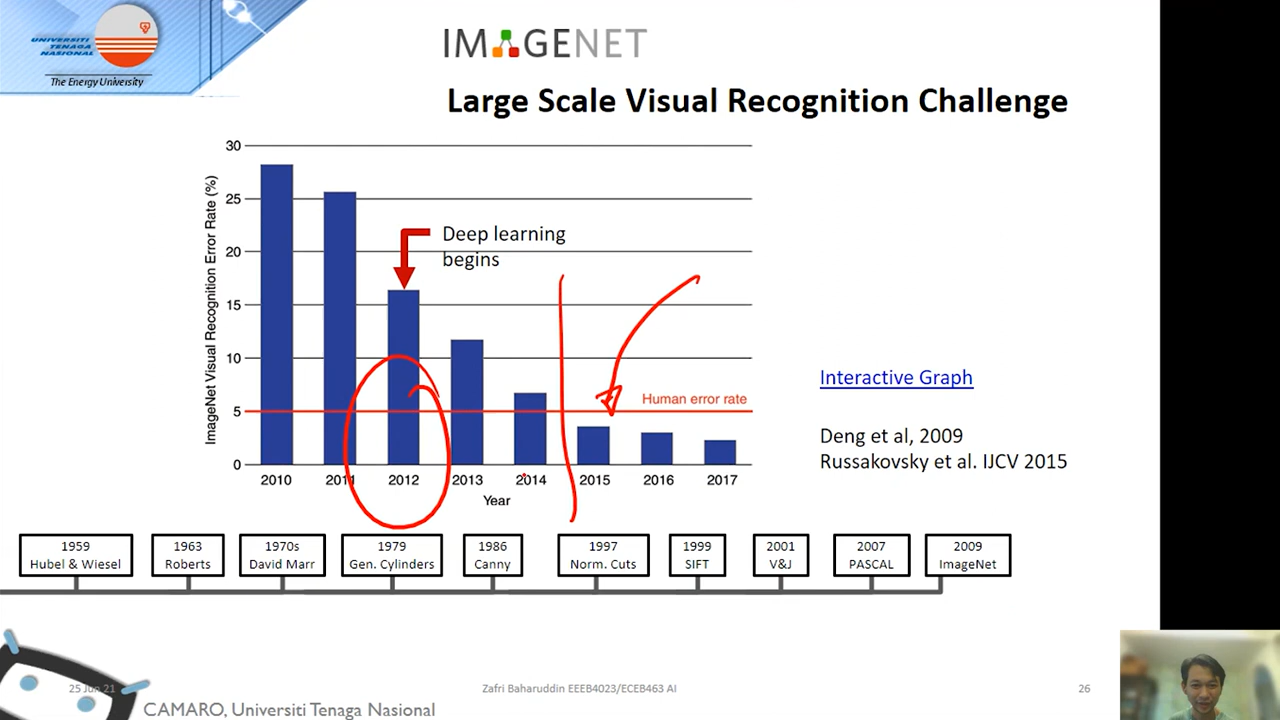 UNIVERSITI
TENAGA
NASIONAL
The Energy University
IMAGENET
Large Scale Visual Recognition Challenge
ImageNet Visual Recognition Error Rate (%)
30
25
20
15
10
5
0
Deep learning
begins
Human error rate
2010 2011 2012 2013 2014 2015 2016 2017
Year
Interactive Graph
Deng et al, 2009
Russakovsky et al. IJCV 2015
1959
Hubel & Wiesel
1963
Roberts
1970s
David Marr
1979
Gen. Cylinders
1986
Canny
1997
Norm. Cuts
1999
SIFT
2001
V&J
2007
PASCAL
2009
ImageNet
25 Jun 21
Zafri Baharuddin EEEB4023/ECEB463 AI
26
CAMARO, Universiti Tenaga Nasional